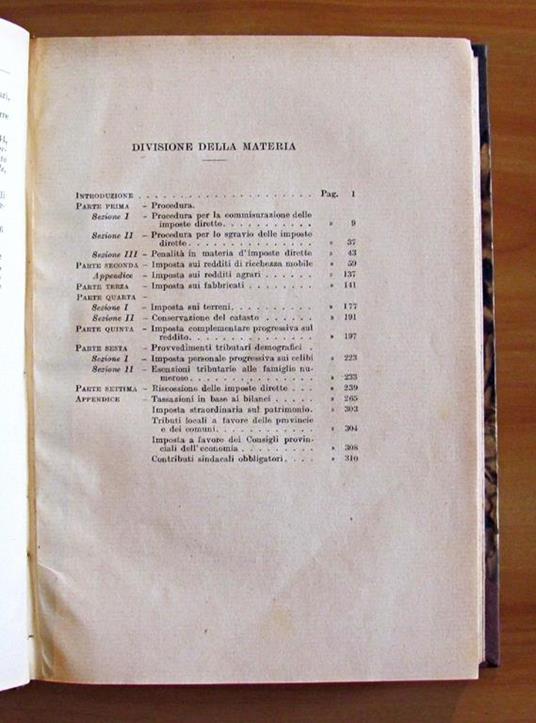 DIVISIONE DELLA MATERIA
INTRODUZIONE . . . . . . . . . . . . . . . . . . . . . Pag. 1
PARTE PRIMA – Procedura.
Sezione I – Procedura per la commisurazione delle
imposte dirette. . . . . . . . . . . . » 9
Sezione II – Procedura per lo sgravio delle imposte
dirette. . . . . . . . . . . . . . . » 37
Sezione III – Penalità in materia d'imposte dirette » 43
PARTE SECONDA – Imposta sui redditi di ricchezza mobile » 59
Appendice – Imposta sui redditi agrari . . . . . » 137
PARTE TERZA – Imposta sui fabbricati . . . . . . . » 141
PARTE QUARTA –
Sezione I – Imposta sui terreni. . . . . . . . . . » 177
Sezione II – Conservazione del catasto . . . . . . » 191
PARTE QUINTA – Imposta complementare progressiva sul
reddito. . . . . . . . . . . . . . . » 197
PARTE SESTA – Provvedimenti tributari demografici .
Sezione I – Imposta personale progressiva sui celibi » 223
Sezione II – Esenzioni tributarie alle famiglie nu-
merose. . . . . . . . . . . . . . . » 233
PARTE SETTIMA – Riscossione delle imposte dirette . . . » 239
APPENDICE – Tassazioni in base ai bilanci . . . . » 265
Imposta straordinaria sul patrimonio. » 303
Tributi locali a favore delle provincie
e dei comuni. . . . . . . . . . . . » 304
Imposta a favore dei Consigli provin-
ciali dell'economia . . . . . . . . . » 308
Contributi sindacali obbligatori. . . . » 310